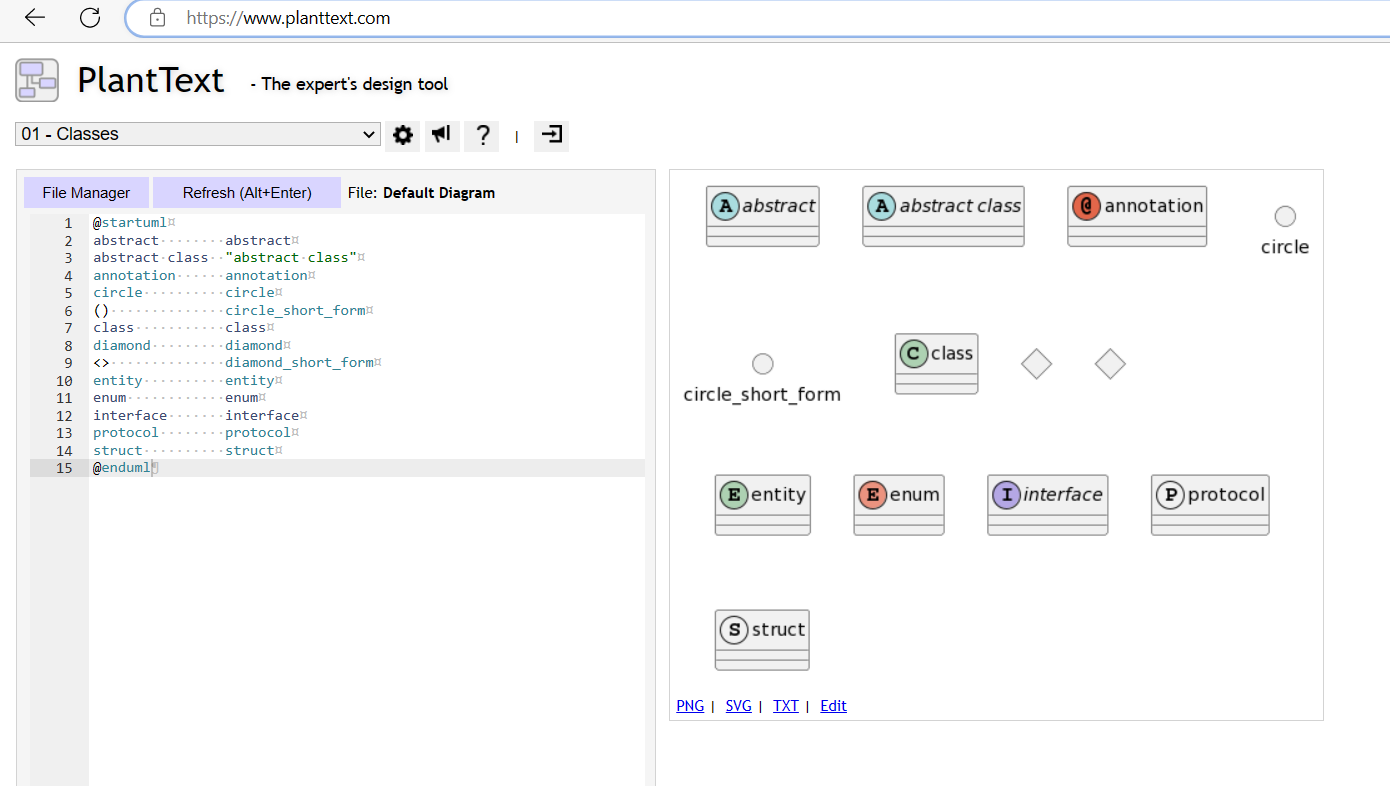 https://www.planttext.com
PlantText - The expert's design tool
01 - Classes
? |
File Manager Refresh (Alt+Enter) File: Default Diagram
1 @startuml¤
2 abstract········abstract¤
3 abstract·class··"abstract·class"¤
4 annotation······annotation¤
5 circle··········circle¤
6 ()··············circle_short_form¤
7 class···········class¤
8 diamond·········diamond¤
9 <>··············diamond_short_form¤
10 entity··········entity¤
11 enum············enum¤
12 interface·······interface¤
13 protocol········protocol¤
14 struct··········struct¤
15 @enduml¶
A abstract
A abstract class
@ annotation
circle
circle_short_form
C class
E entity
E enum
I interface
P protocol
S struct
PNG | SVG | TXT | Edit